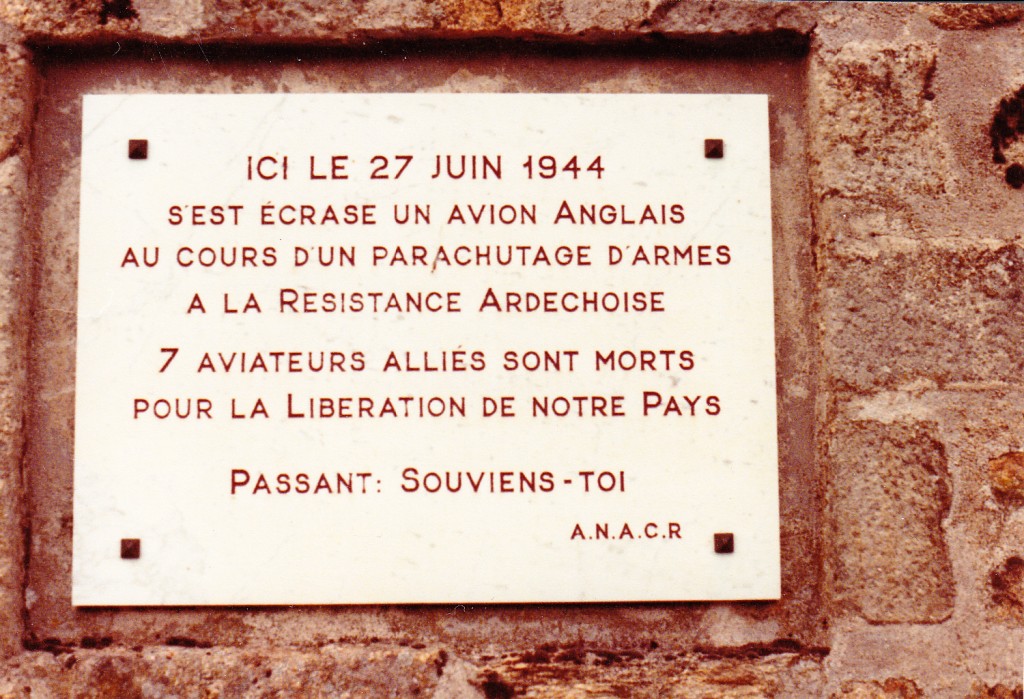 ICI LE 27 JUIN 1944
S'EST ÉCRASE UN AVION ANGLAIS
AU COURS D'UN PARACHUTAGE D'ARMES
A LA RESISTANCE ARDECHOISE
7 AVIATEURS ALLIÉS SONT MORTS
POUR LA LIBERATION DE NOTRE PAYS
PASSANT: SOUVIENS-TOI
A.N.A.C.R